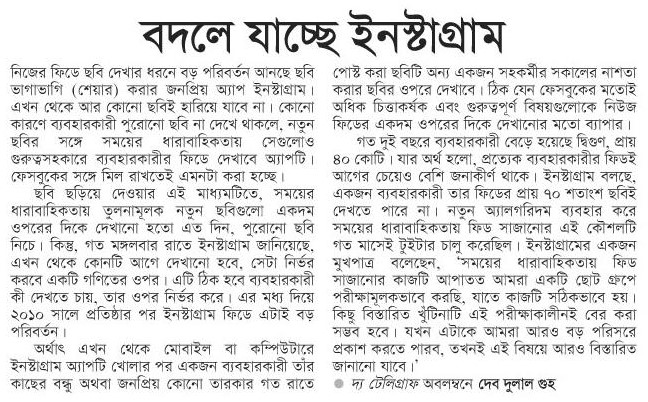 বদলে যাচ্ছে ইনস্টাগ্রাম
নিজের ফিডে ছবি দেখার ধরনে বড় পরিবর্তন আনছে ছবি
ভাগাভাগি (শেয়ার) করার জনপ্রিয় অ্যাপ ইনস্টাগ্রাম।
এখন থেকে আর কোনো ছবিই হারিয়ে যাবে না। কোনো
কারণে ব্যবহারকারী পুরোনো ছবি না দেখে থাকলে, নতুন
ছবির সঙ্গে সময়ের ধারাবাহিকতায় সেগুলোও
গুরুত্বসহকারে ব্যবহারকারীর ফিডে দেখাবে অ্যাপটি।
ফেসবুকের সঙ্গে মিল রাখতেই এমনটা করা হচ্ছে।
ছবি ছড়িয়ে দেওয়ার এই মাধ্যমটিতে, সময়ের
ধারাবাহিকতায় তুলনামূলক নতুন ছবিগুলো একদম
ওপরের দিকে দেখানো হতো এত দিন, পুরোনো ছবি
নিচে। কিন্তু, গত মঙ্গলবার রাতে ইনস্টাগ্রাম জানিয়েছে,
এখন থেকে কোনটি আগে দেখানো হবে, সেটা নির্ভর
করবে একটি গণিতের ওপর। এটি ঠিক হবে ব্যবহারকারী
কী দেখতে চায়, তার ওপর নির্ভর করে। এর মধ্য দিয়ে
২০১০ সালে প্রতিষ্ঠার পর ইনস্টাগ্রাম ফিডে এটাই বড়
পরিবর্তন।
অর্থাৎ এখন থেকে মোবাইল বা কম্পিউটারে
ইনস্টাগ্রাম অ্যাপটি খোলার পর একজন ব্যবহারকারী তাঁর
কাছের বন্ধু অথবা জনপ্রিয় কোনো তারকার গত রাতে
পোস্ট করা ছবিটি অন্য একজন সহকর্মীর সকালের নাশতা
করার ছবির ওপরে দেখাবে। ঠিক যেন ফেসবুকের মতোই
অধিক চিত্তাকর্ষক এবং গুরুত্বপূর্ণ বিষয়গুলোকে নিউজ
ফিডের একদম ওপরের দিকে দেখানোর মতো ব্যাপার।
গত দুই বছরে ব্যবহারকারী বেড়ে হয়েছে দ্বিগুণ, প্রায়
৪০ কোটি। যার অর্থ হলো, প্রত্যেক ব্যবহারকারীর ফিডই
আগের চেয়েও বেশি জনাকীর্ণ থাকে। ইনস্টাগ্রাম বলছে,
একজন ব্যবহারকারী তার ফিডের প্রায় ৭০ শতাংশ ছবিই
দেখতে পারে না। নতুন অ্যালগরিদম ব্যবহার করে
সময়ের ধারাবাহিকতায় ফিড সাজানোর এই কৌশলটি
গত মাসেই টুইটার চালু করেছিল। ইনস্টাগ্রামের একজন
মুখপাত্র বলেছেন, ‘সময়ের ধারাবাহিকতায় ফিড
সাজানোর কাজটি আপাতত আমরা একটি ছোট গ্রুপে
পরীক্ষামূলকভাবে করছি, যাতে কাজটি সঠিকভাবে হয়।
কিছু বিস্তারিত খুঁটিনাটি এই পরীক্ষাকালীনই বের করা
সম্ভব হবে। যখন এটাকে আমরা আরও বড় পরিসরে
প্রকাশ করতে পারব, তখনই এই বিষয়ে আরও বিস্তারিত
জানানো যাবে।’
● দ্য টেলিগ্রাফ অবলম্বনে দেব দুলাল গুহ